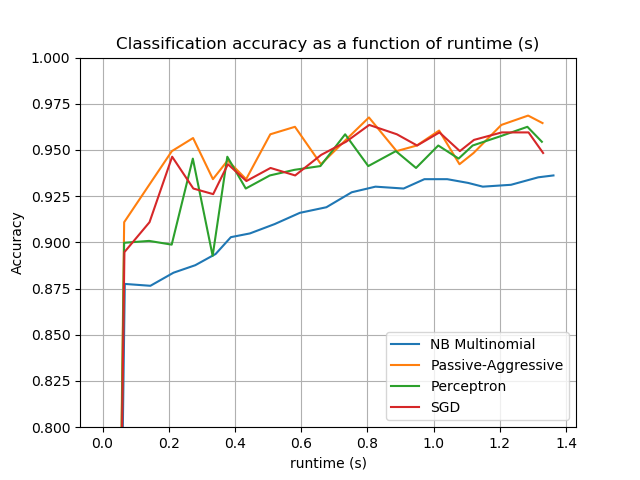 Classification accuracy as a function of runtime (s)
1.000
0.975
0.950
0.925
0.900
0.875
0.850
0.825
0.800
Accuracy
0.0 0.2 0.4 0.6 0.8 1.0 1.2 1.4
runtime (s)
NB Multinomial
Passive-Aggressive
Perceptron
SGD